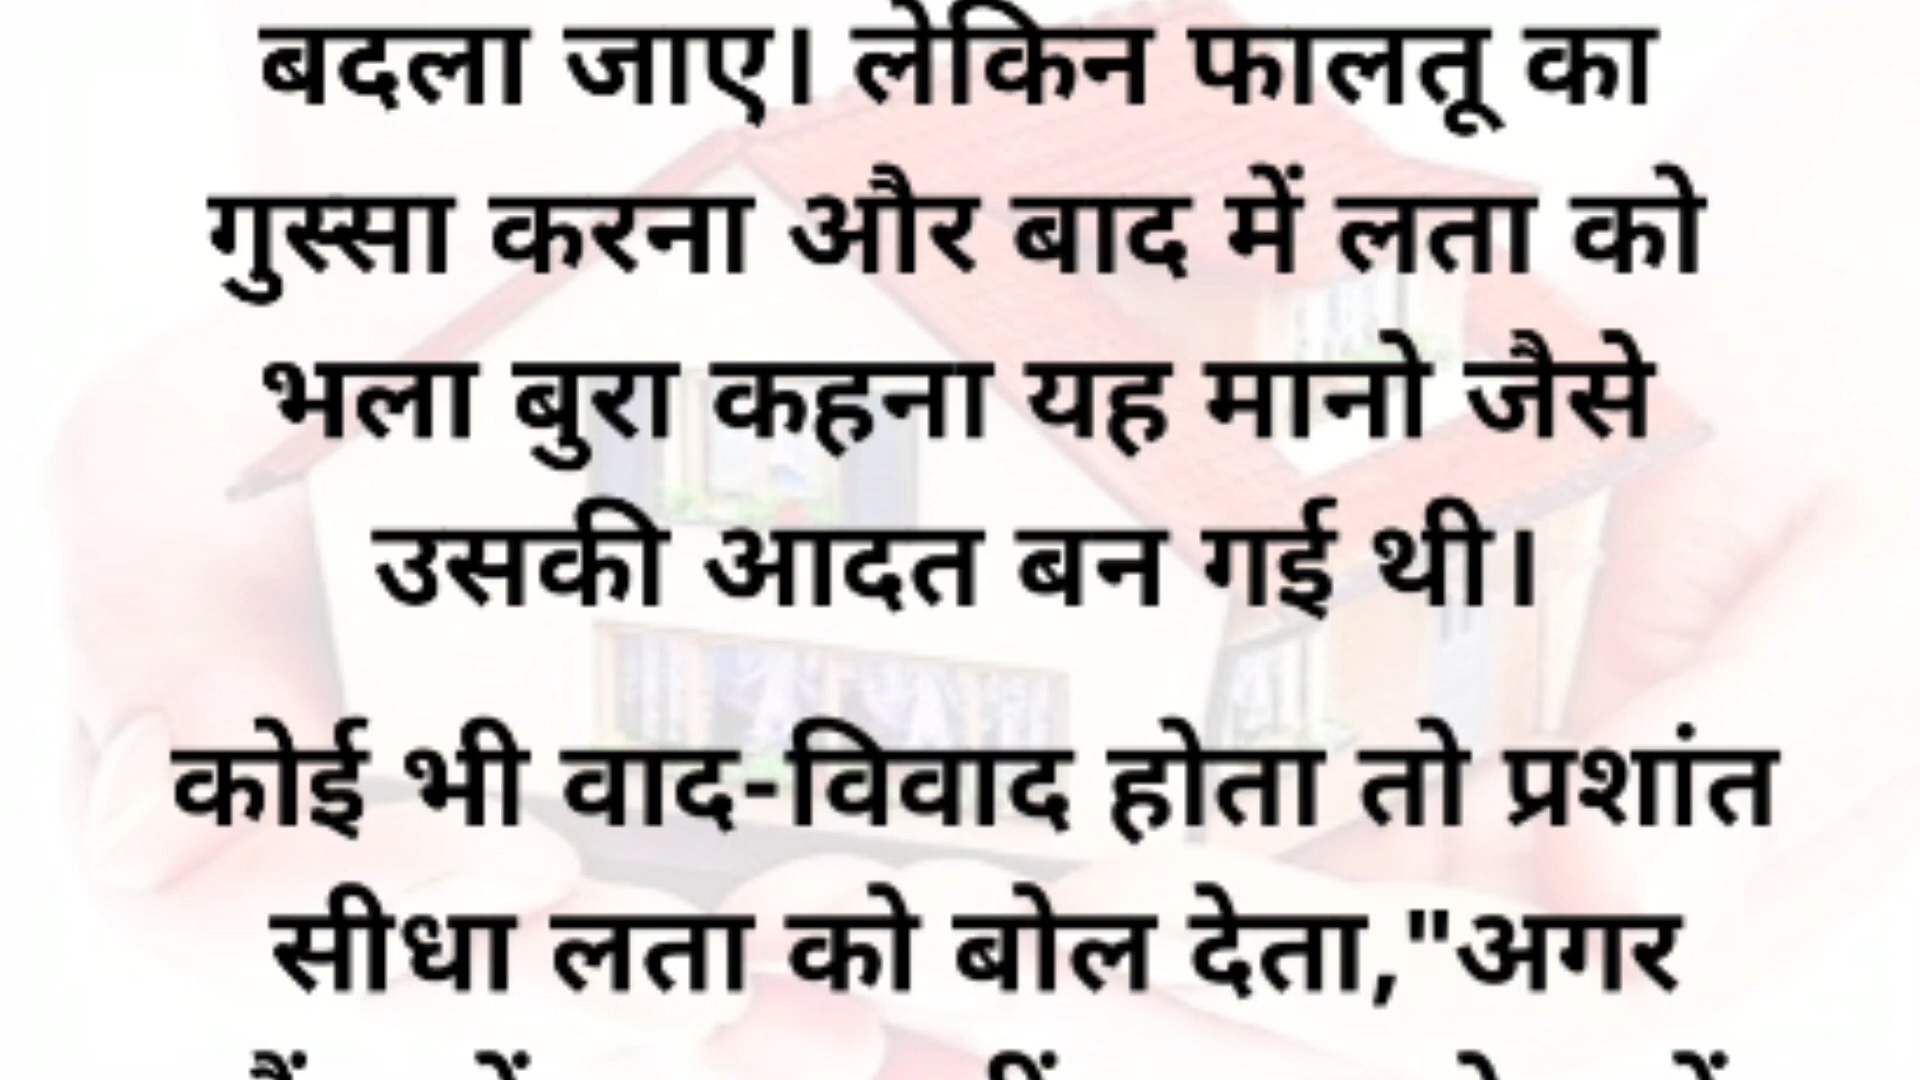 बदला जाए। लेकिन फालतू का
गुस्सा करना और बाद में लता को
भला बुरा कहना यह मानो जैसे
उसकी आदत बन गई थी।
कोई भी वाद-विवाद होता तो प्रशांत
सीधा लता को बोल देता,"अगर